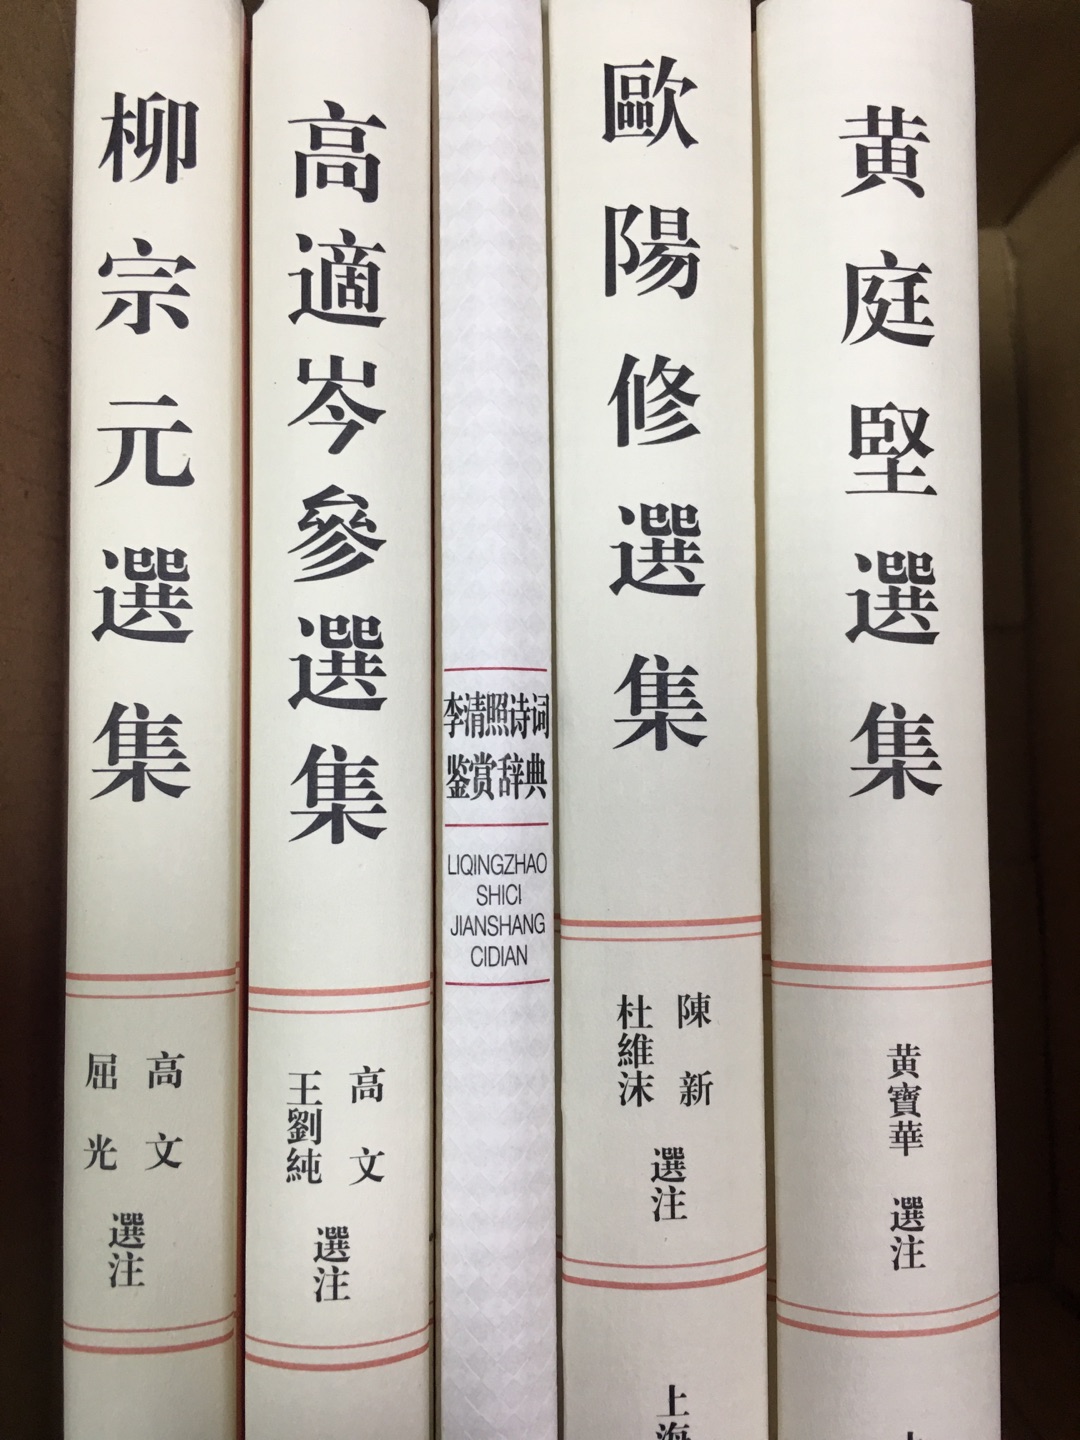 柳宗元選集
高文
屈光
選注
高適岑參選集
高文
王劉純
選注
李清照诗词
鉴赏辞典
LIQINGZHAO
SHICI
JIANSHANG
CIDIAN
歐陽修選集
陳新
杜維沫
選注
上海
黄庭堅選集
黄寶華
選注